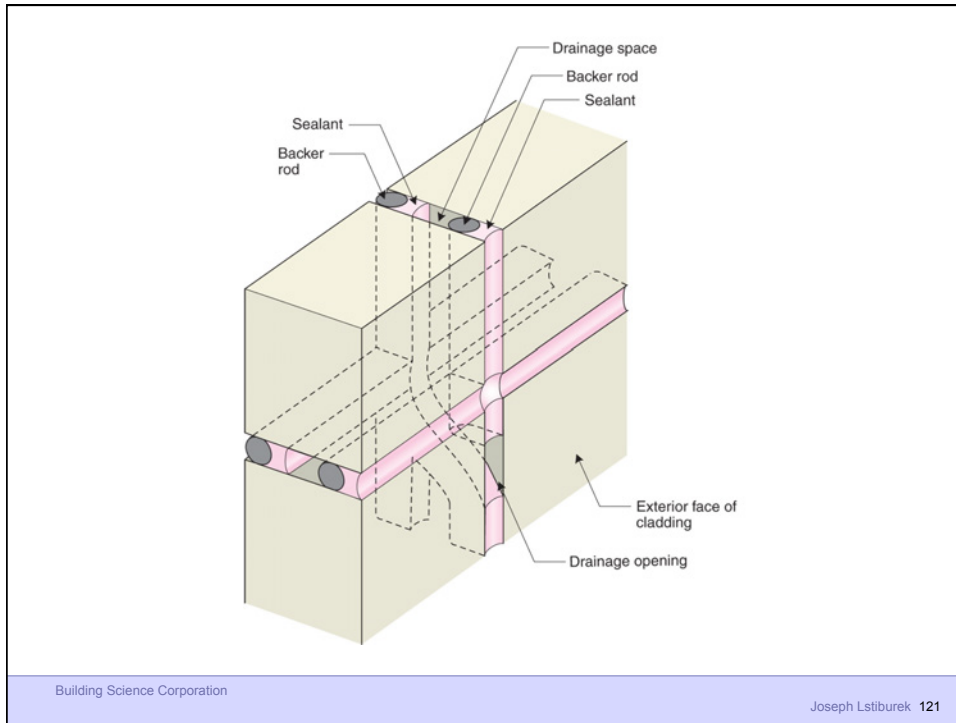 Drainage space
Backer rod
Sealant
Sealant
Backer
rod
Exterior face of
cladding
Drainage opening
Building Science Corporation
Joseph Lstiburek 121